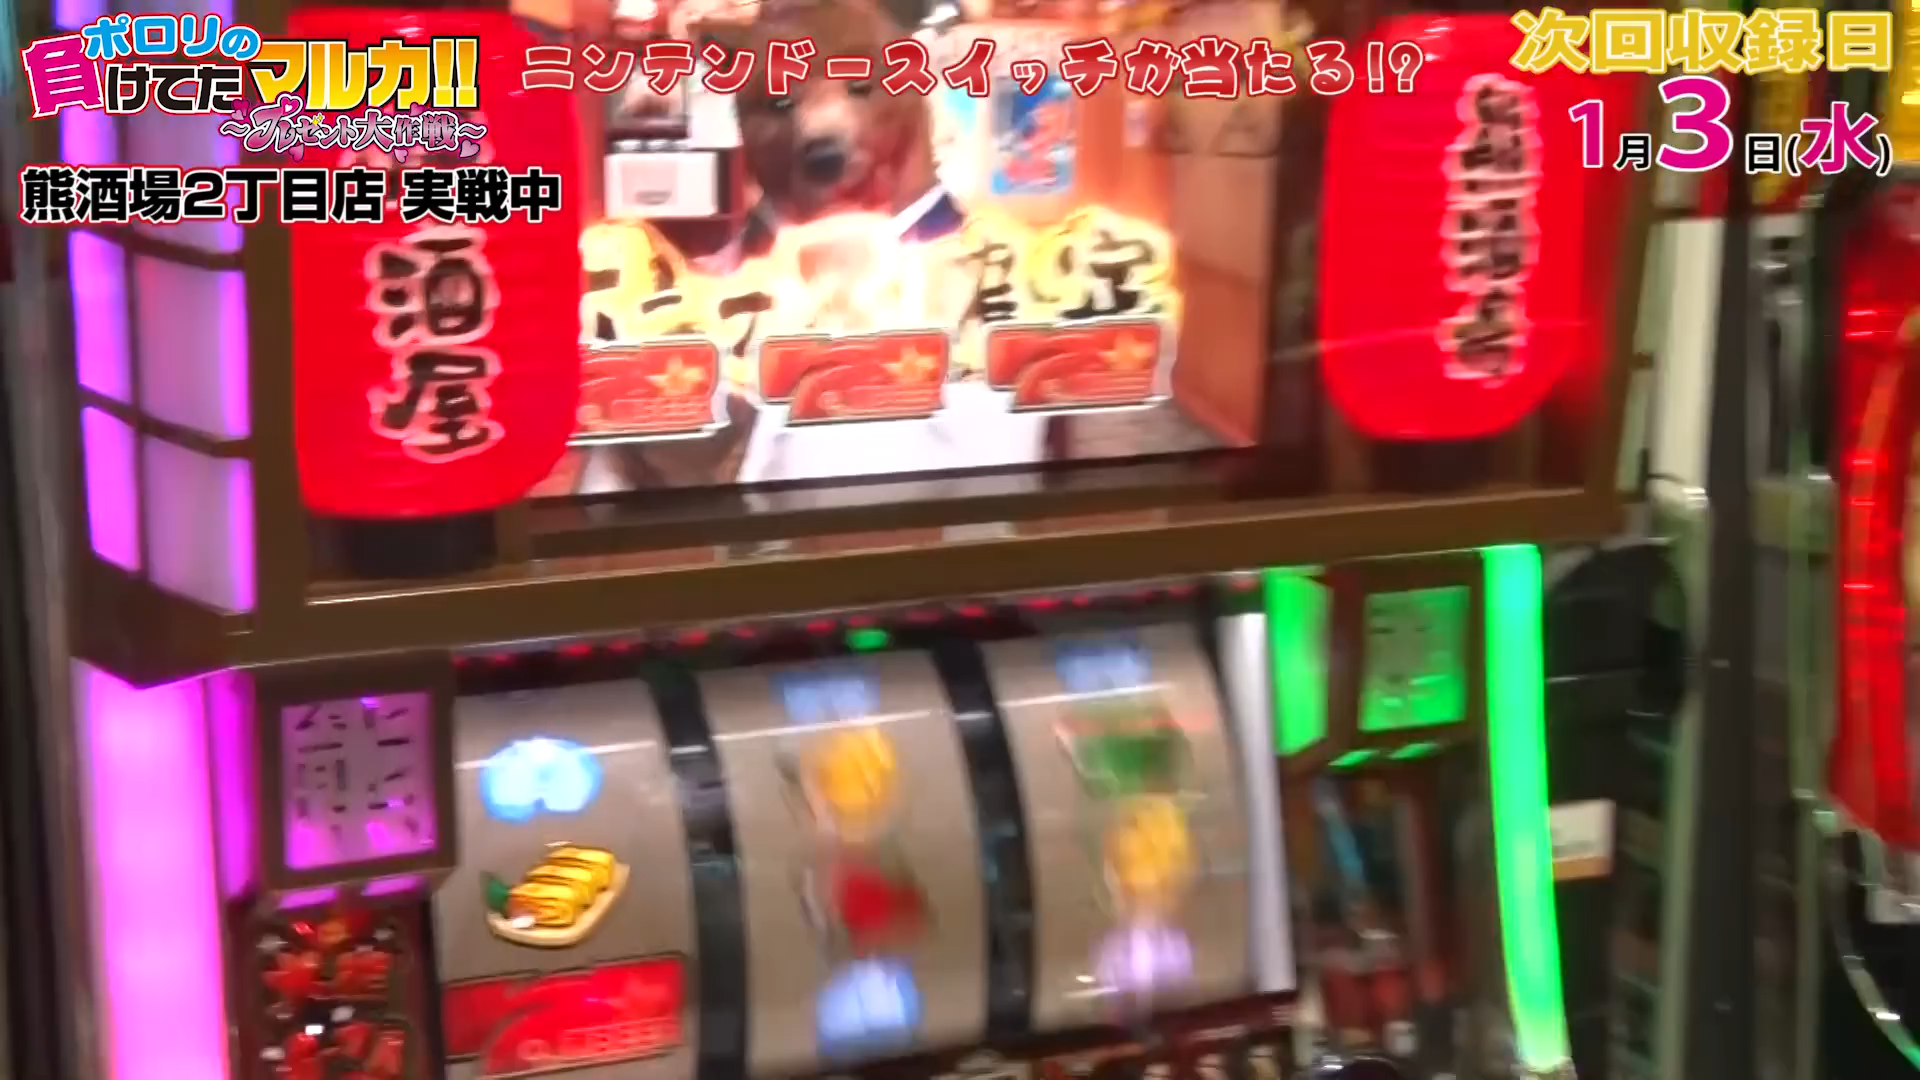 ポロリの
負けてたマルカ!!
～プレゼント大作戦～
熊酒場2丁目店 実戦中
ニンテンドースイッチが当たる!?
次回収録日
1月3日(水)
酒屋